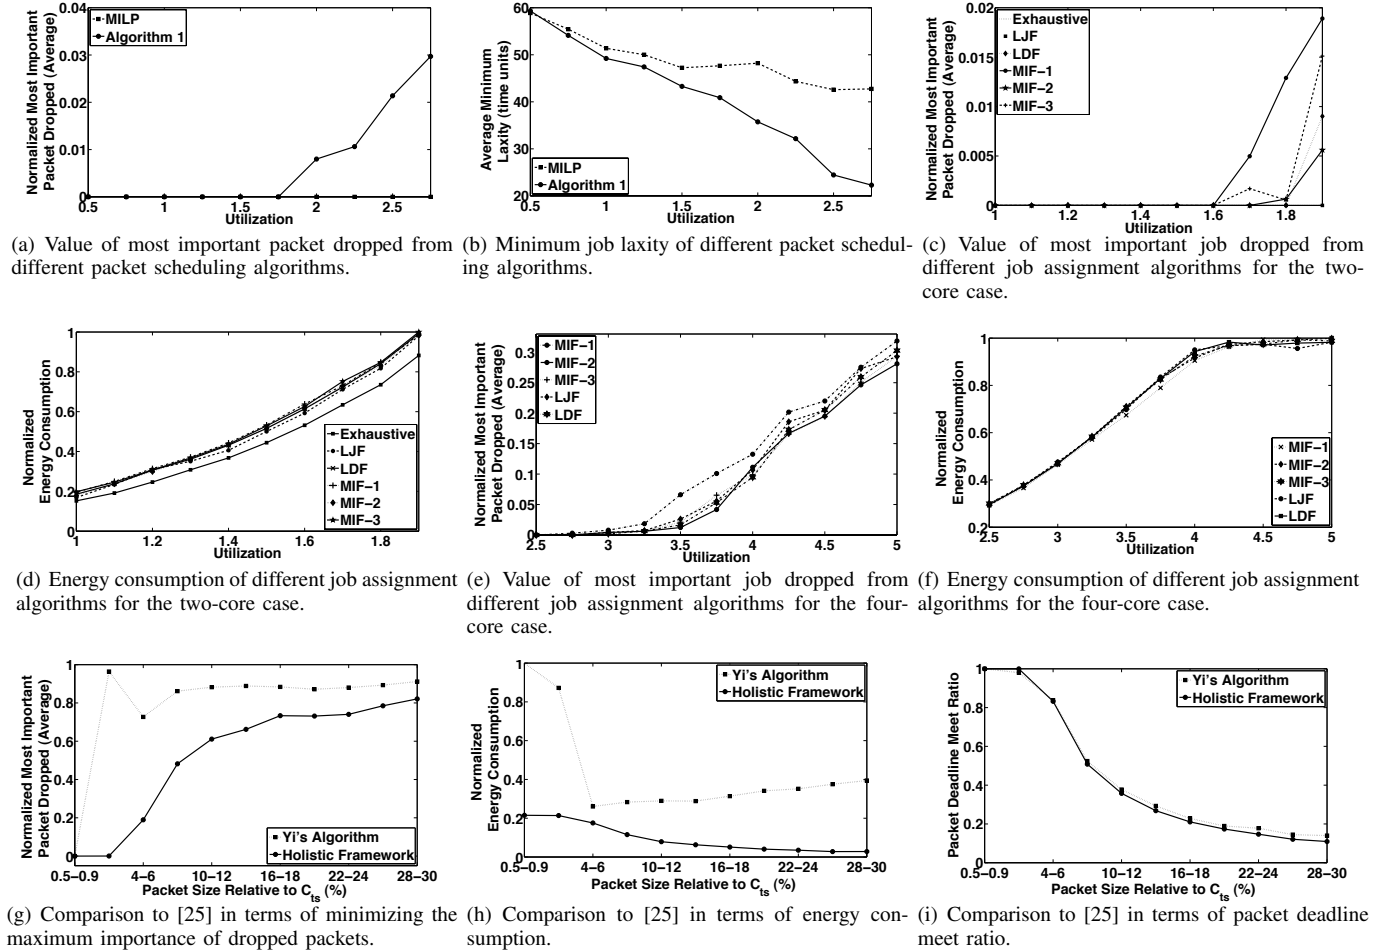 Normalized Most Important
Packet Dropped (Average)
0.04
0.03
0.02
0.01
0
0.5
1
1.5
2
2.5
Utilization
MILP
Algorithm 1
(a) Value of most important packet dropped from
different packet scheduling algorithms.
Average Minimum
Laxity (time units)
60
50
40
30
20
0.5
1
1.5
2
2.5
Utilization
MILP
Algorithm 1
(b) Minimum job laxity of different packet schedul-
ing algorithms.
Normalized Most Important
Packet Dropped (Average)
0.02
0.015
0.01
0.005
0
1
1.2
1.4
1.6
1.8
Utilization
Exhaustive
LJF
LDF
MIF-1
MIF-2
MIF-3
(c) Value of most important job dropped from
different job assignment algorithms for the two-
core case.
Normalized
Energy Consumption
1
0.8
0.6
0.4
0.2
0
1
1.2
1.4
1.6
1.8
Utilization
Exhaustive
LJF
LDF
MIF-1
MIF-2
MIF-3
(d) Energy consumption of different job assignment
algorithms for the two-core case.
Normalized Most Important
Packet Dropped (Average)
0.3
0.25
0.2
0.15
0.1
0.05
0
2.5
3
3.5
4
4.5
5
Utilization
MIF-1
MIF-2
MIF-3
LJF
LDF
(e) Value of most important job dropped from
different job assignment algorithms for the four-
core case.
Normalized
Energy Consumption
1
0.8
0.6
0.4
0.2
2.5
3
3.5
4
4.5
5
Utilization
MIF-1
MIF-2
MIF-3
LJF
LDF
(f) Energy consumption of different job assignment
algorithms for the four-core case.
Normalized Most Important
Packet Dropped (Average)
1
0.8
0.6
0.4
0.2
0
0.5-0.9
4-6
10-12
16-18
22-24
28-30
Packet Size Relative to Cts (%)
Yi's Algorithm
Holistic Framework
(g) Comparison to [25] in terms of minimizing the
maximum importance of dropped packets.
Normalized
Energy Consumption
1
0.8
0.6
0.4
0.2
0
0.5-0.9
4-6
10-12
16-18
22-24
28-30
Packet Size Relative to Cts (%)
Yi's Algorithm
Holistic Framework
(h) Comparison to [25] in terms of energy con-
sumption.
Packet Deadline Meet Ratio
1
0.8
0.6
0.4
0.2
0
0.5-0.9
4-6
10-12
16-18
22-24
28-30
Packet Size Relative to Cts (%)
Yi's Algorithm
Holistic Framework
(i) Comparison to [25] in terms of packet deadline
meet ratio.